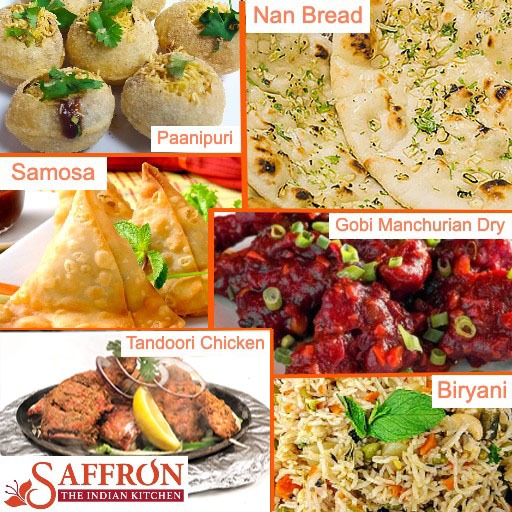 Nan Bread
Paanipuri
Samosa
Gobi Manchurian Dry
Tandoori Chicken
Biryani
SAFFRON
THE INDIAN KITCHEN